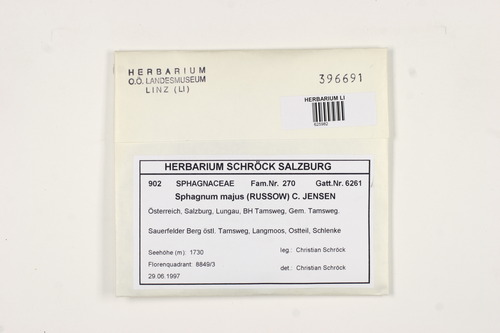 HERBARIUM
O.Ö. LANDESMUSEUM
LINZ (LI)
396691
HERBARIUM LI
HERBARIUM SCHRÖCK SALZBURG
902 SPHAGNACEAE Fam.Nr. 270 Gatt.Nr. 6261
Sphagnum majus (RUSSOW) C. JENSEN
Österreich, Salzburg, Lungau, BH Tamsweg, Gem. Tamsweg.
Sauerfelder Berg östl. Tamsweg, Langmoos, Ostteil, Schlenke
Seehöhe (m): 1730 leg.: Christian Schröck
Florenquadrant: 8849/3 det.: Christian Schröck
29.06.1997